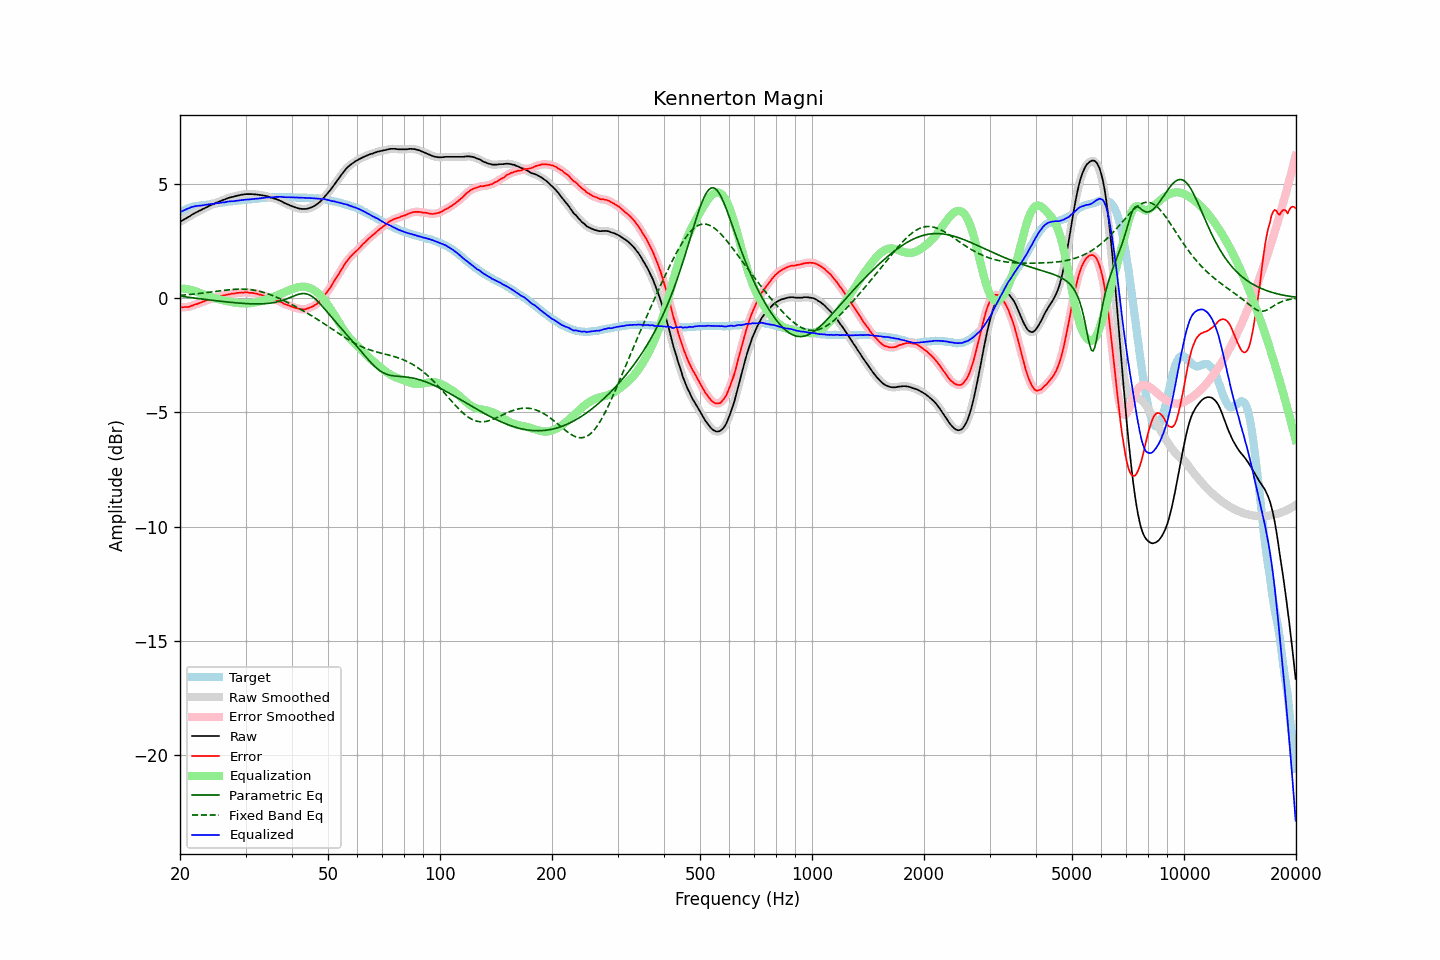 Kennerton Magni
Amplitude (dBr)
5
0
−5
−10
−15
−20
Target
Raw Smoothed
Error Smoothed
Raw
Error
Equalization
Parametric Eq
Fixed Band Eq
Equalized
20 50 100 200 500 1000 2000 5000 10000 20000
Frequency (Hz)